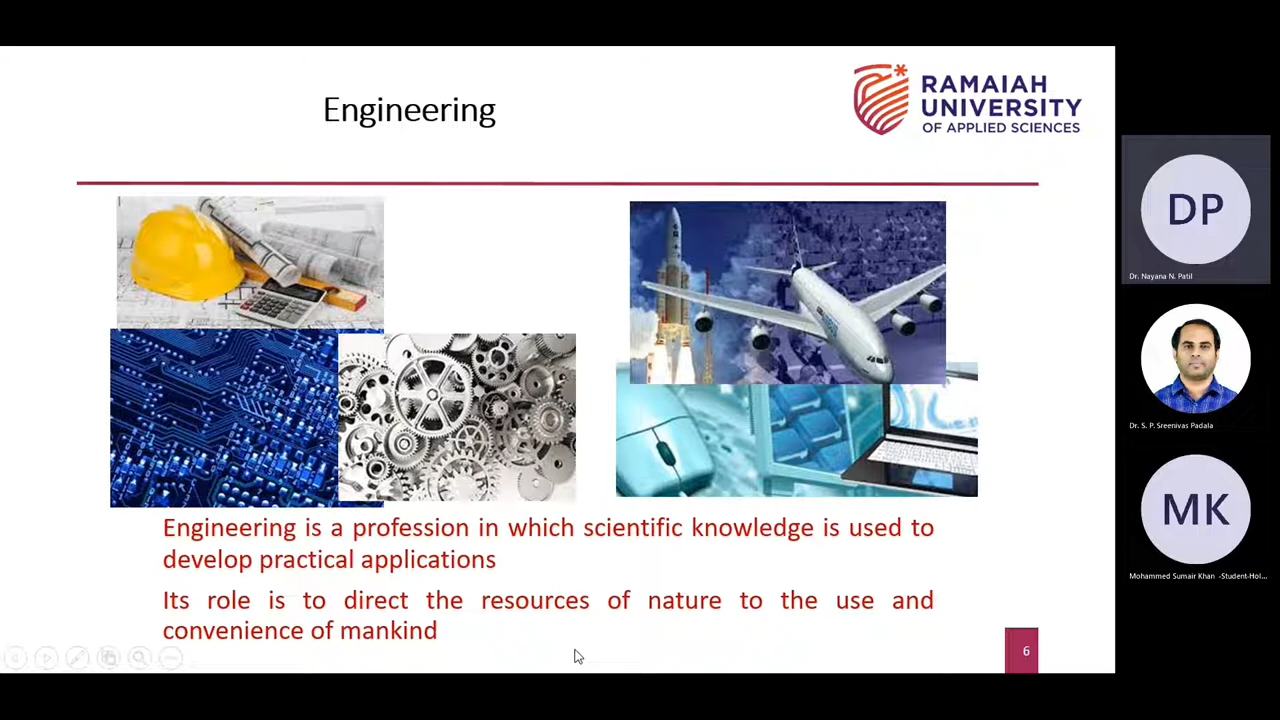 Engineering
RAMAIAH
UNIVERSITY
OF APPLIED SCIENCES
DP
Dr. Nayana N. Patil
Dr. S. P. Sreenivas Padala
MK
Mohammed Sumair Khan -Student-Hol...
Engineering is a profession in which scientific knowledge is used to
develop practical applications
Its role is to direct the resources of nature to the use and
convenience of mankind
6